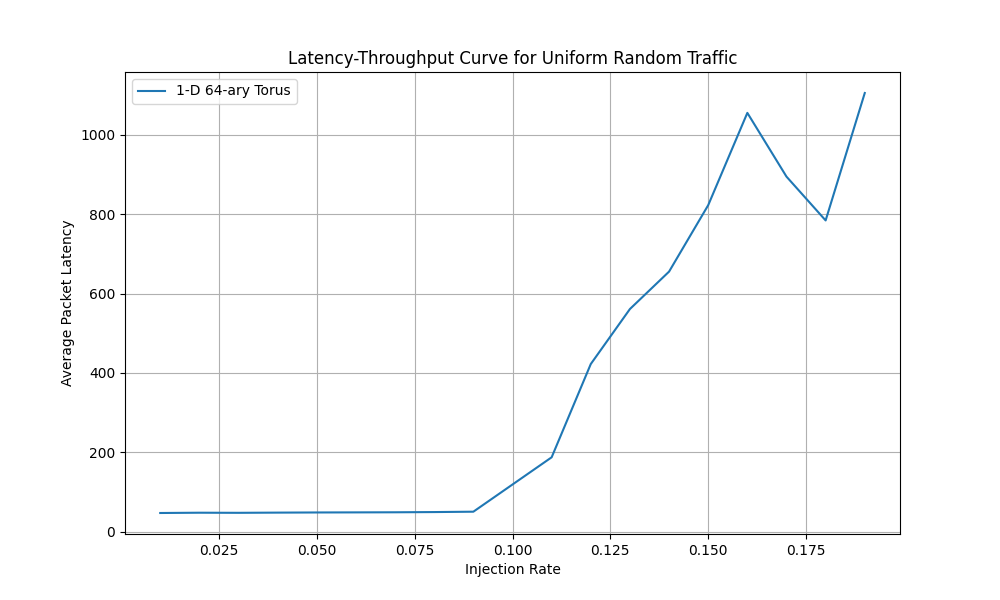 Latency-Throughput Curve for Uniform Random Traffic
1-D 64-ary Torus
Average Packet Latency
1000
800
600
400
200
0
0.025 0.050 0.075 0.100 0.125 0.150 0.175
Injection Rate